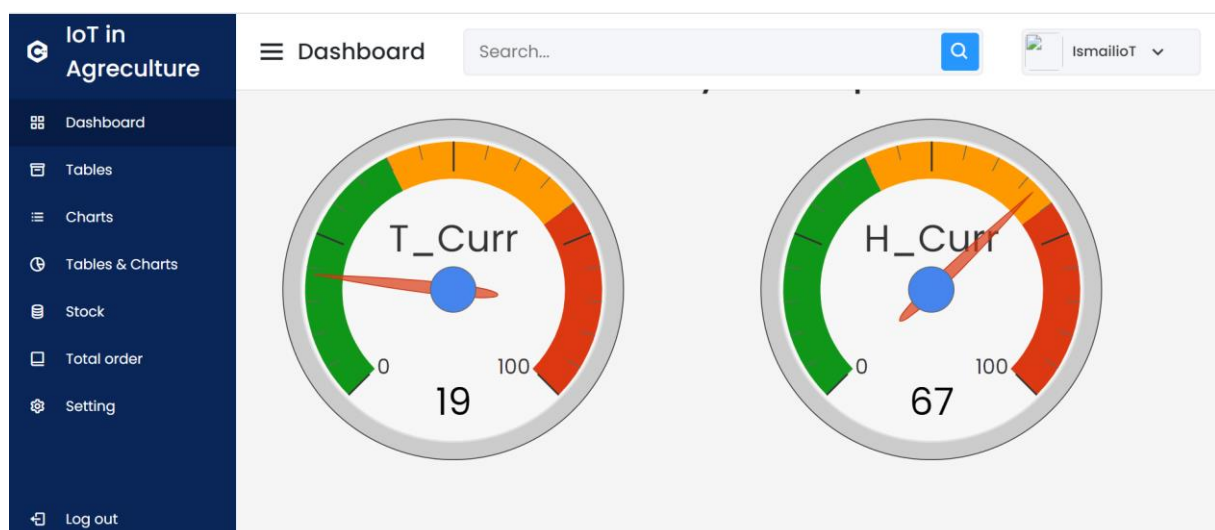 IoT in
Agreculture
Dashboard
Search...
IsmailioT
Dashboard
Tables
Charts
Tables & Charts
Stock
Total order
Setting
Log out
T_Curr
0
100
19
H_Curr
0
100
67